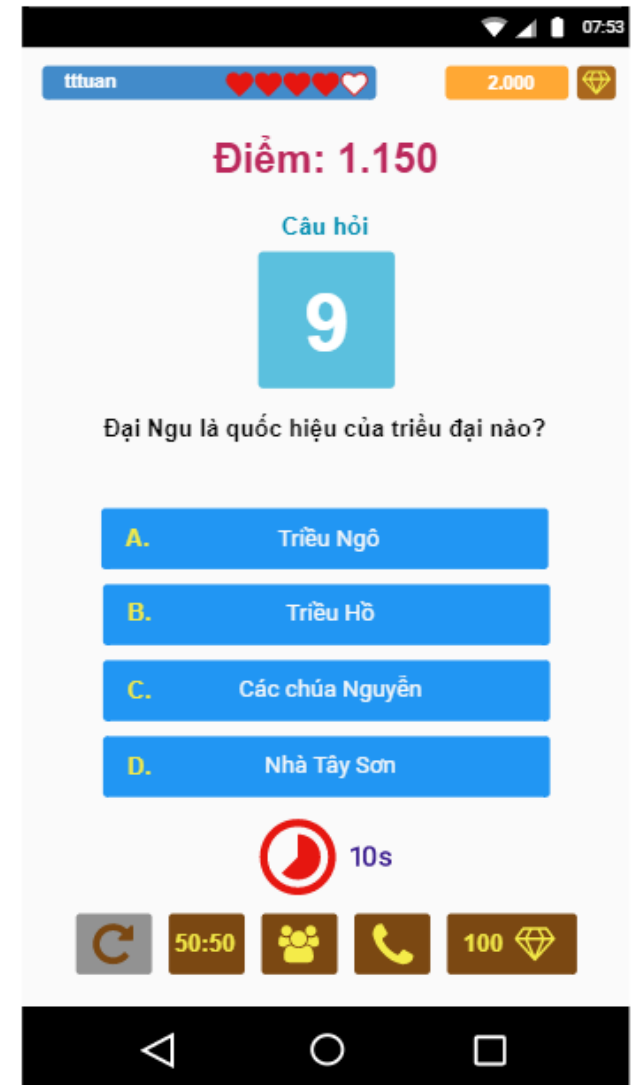 07:53
tttuan 2.000
Điểm: 1.150
Câu hỏi
9
Đại Ngu là quốc hiệu của triều đại nào?
A. Triều Ngô
B. Triều Hồ
C. Các chúa Nguyễn
D. Nhà Tây Sơn
10s
50:50 100